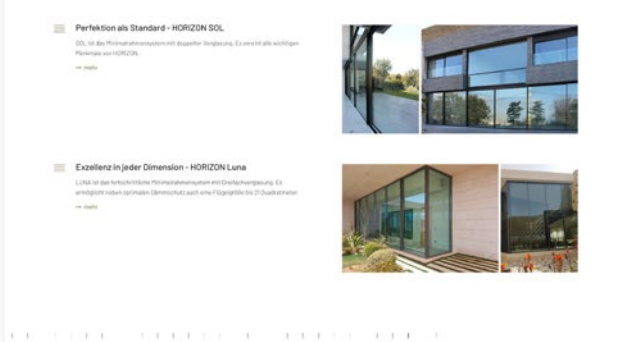 Perfektion als Standard - HORIZON SOL
SOL ist das Minimalrahmensystem mit doppelter Verglasung. Es vereint alle wichtigen
Merkmale von HORIZON.
→ mehr
Exzellenz in jeder Dimension - HORIZON Luna
LUNA ist das fortschrittliche Minimalrahmensystem mit Dreifachverglasung. Es
ermöglicht neben optimalem Dämmschutz auch eine Flügelgröße bis 21 Quadratmeter.
→ mehr